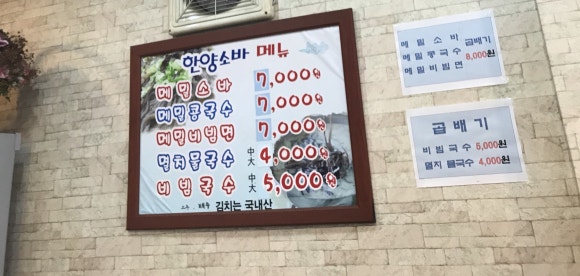 한양소바 메뉴
메밀소바 7,000원
메밀콩국수 7,000원
메밀비빔면 7,000원
멸치물국수 中 大 4,000원
비빔국수 中 大 5,000원
김치는 국내산
메밀소바 곱배기
메밀콩국수 8,000원
메밀비빔면
곱배기
비빔국수 5,000원
멸치물국수 4,000원